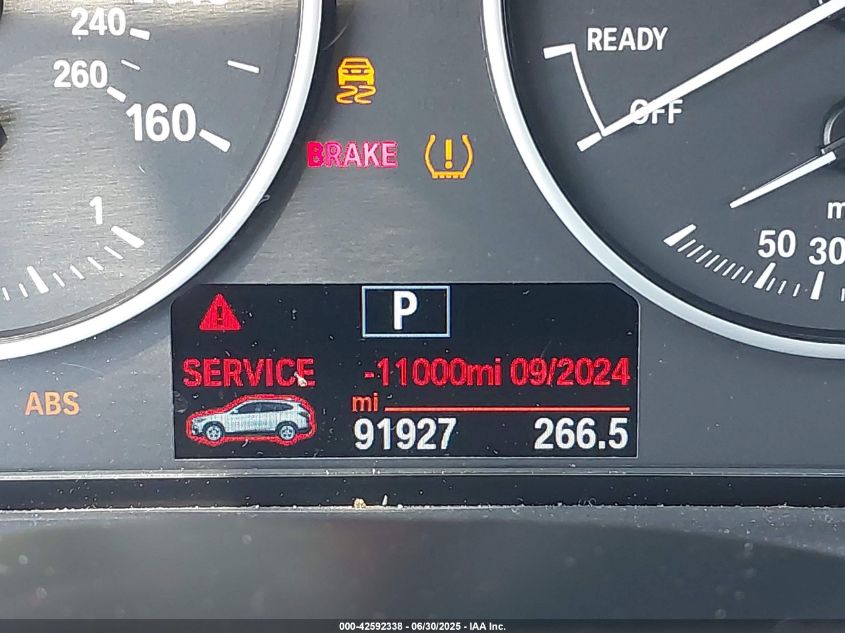 240
260
160
1
READY
OFF
BRAKE
50 30
P
SERVICE -11000mi 09/2024
ABS
mi
91927 266.5
000-42592338 - 06/30/2025 - IAA Inc.